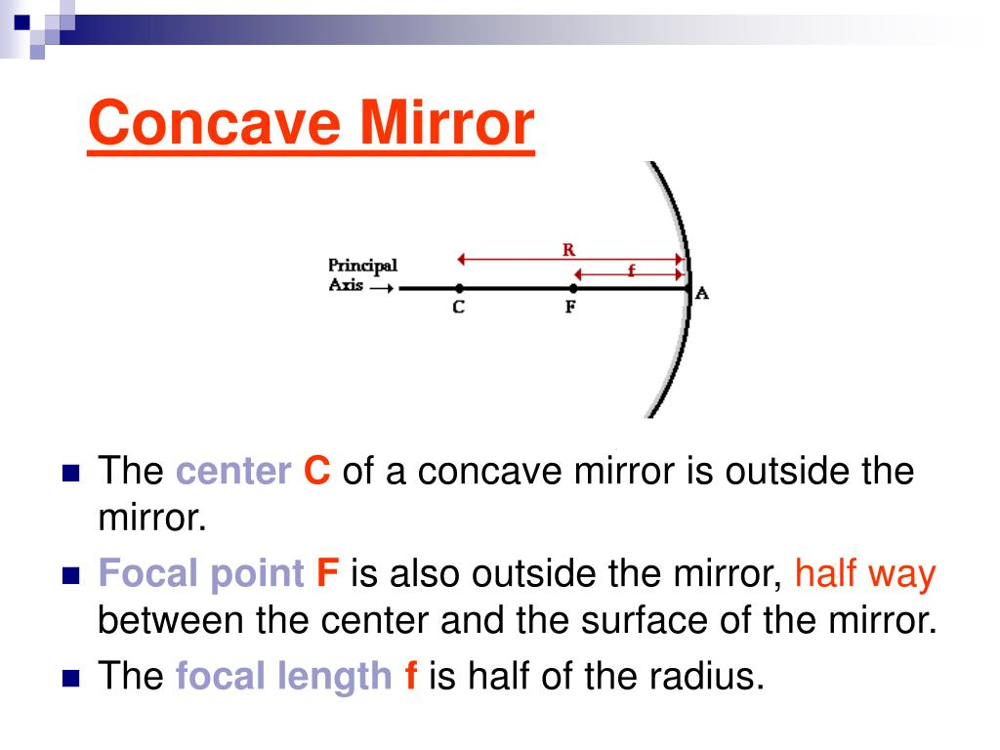 Concave Mirror
R
Principal
f
Axis
A
C
F
The center C of a concave mirror is outside the
mirror.
Focal point F is also outside the mirror, half way
between the center and the surface of the mirror.
The focal length f is half of the radius.